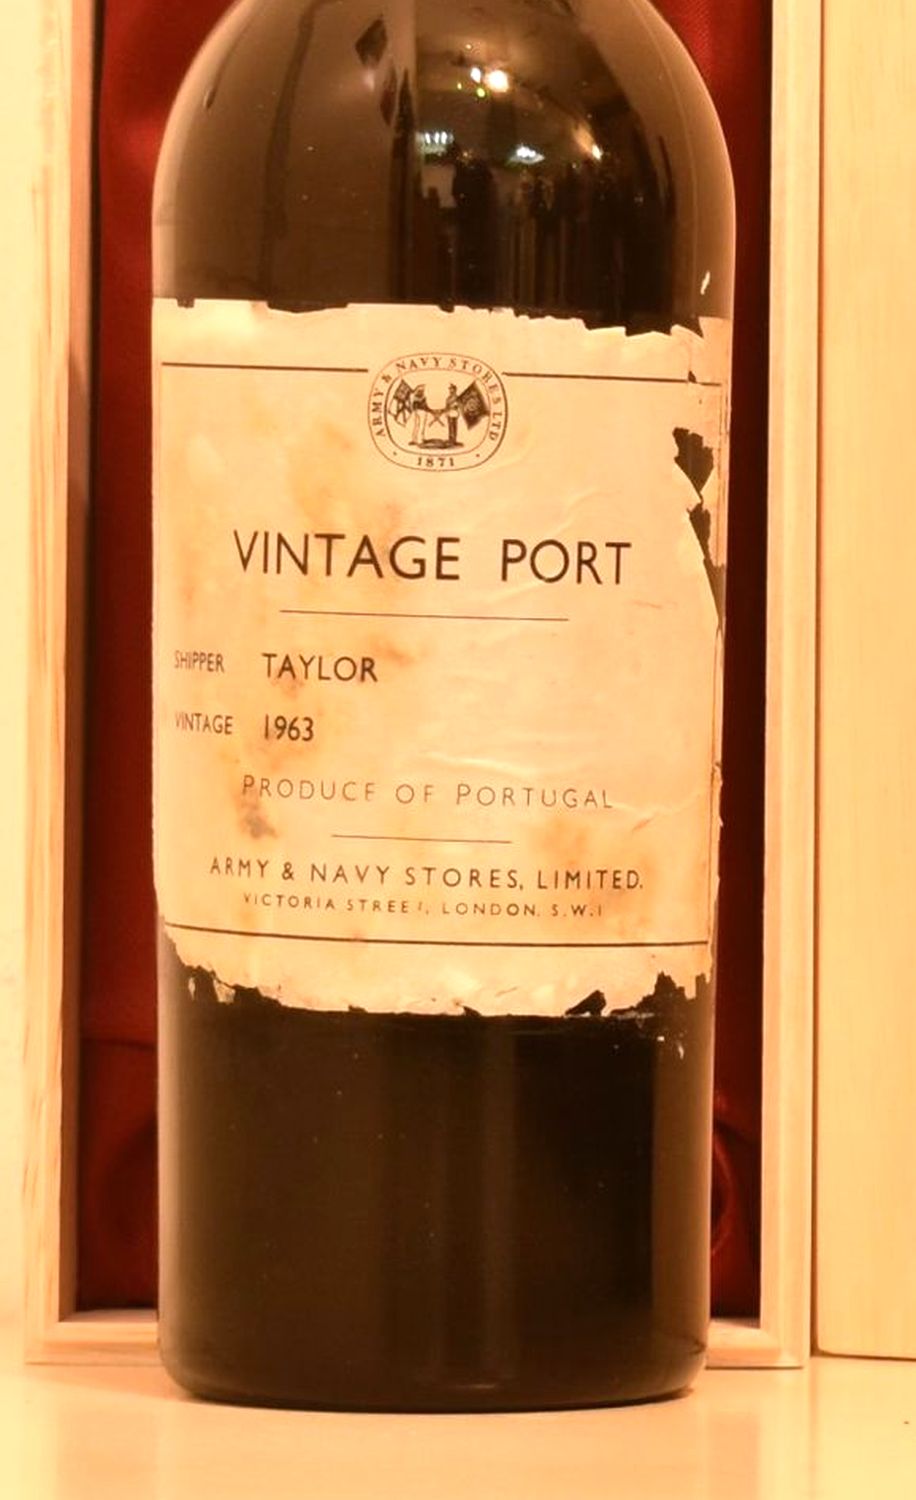 ARMY & NAVY STORES LTD
· 1871 ·
VINTAGE PORT
SHIPPER TAYLOR
VINTAGE 1963
PRODUCE OF PORTUGAL
ARMY & NAVY STORES, LIMITED.
VICTORIA STREET, LONDON. S.W.1